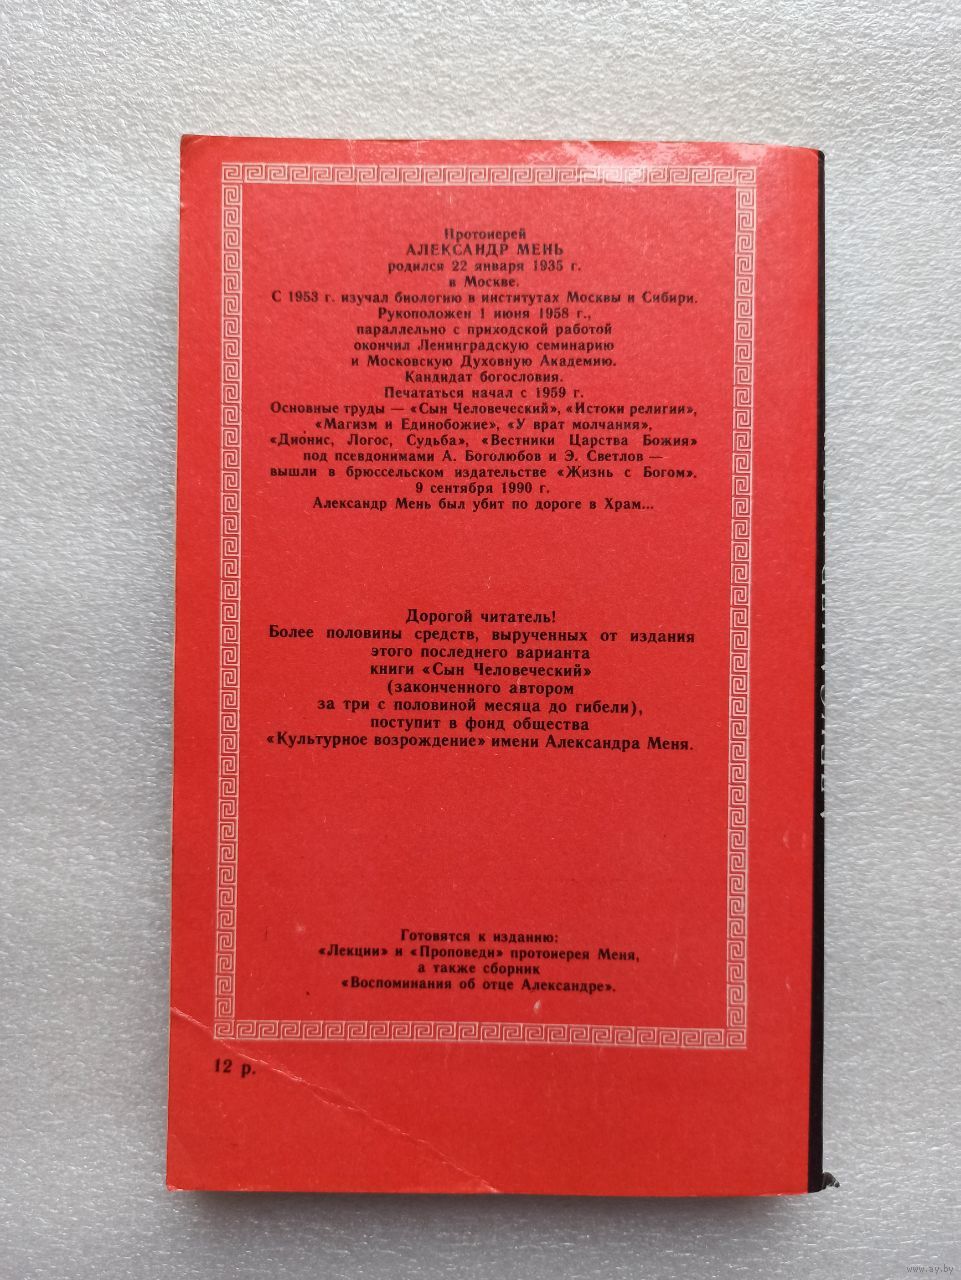 Протоиерей
АЛЕКСАНДР МЕНЬ
родился 22 января 1935 г.
в Москве.
С 1953 г. изучал биологию в институтах Москвы и Сибири.
Рукоположен 1 июня 1958 г.,
параллельно с приходской работой
окончил Ленинградскую семинарию
и Московскую Духовную Академию.
Кандидат богословия.
Печататься начал с 1959 г.
Основные труды — «Сын Человеческий», «Истоки религии»,
«Магизм и Единобожие», «У врат молчания»,
«Дионис, Логос, Судьба», «Вестники Царства Божия»
под псевдонимами А. Боголюбов и Э. Светлов —
вышли в брюссельском издательстве «Жизнь с Богом».
9 сентября 1990 г.
Александр Мень был убит по дороге в Храм...
Дорогой читатель!
Более половины средств, вырученных от издания
этого последнего варианта
книги «Сын Человеческий»
(законченного автором
за три с половиной месяца до гибели),
поступит в фонд общества
«Культурное возрождение» имени Александра Меня.
Готовятся к изданию:
«Лекции» и «Проповеди» протоиерея Меня,
а также сборник
«Воспоминания об отце Александре».
12 р.
www.ay.by